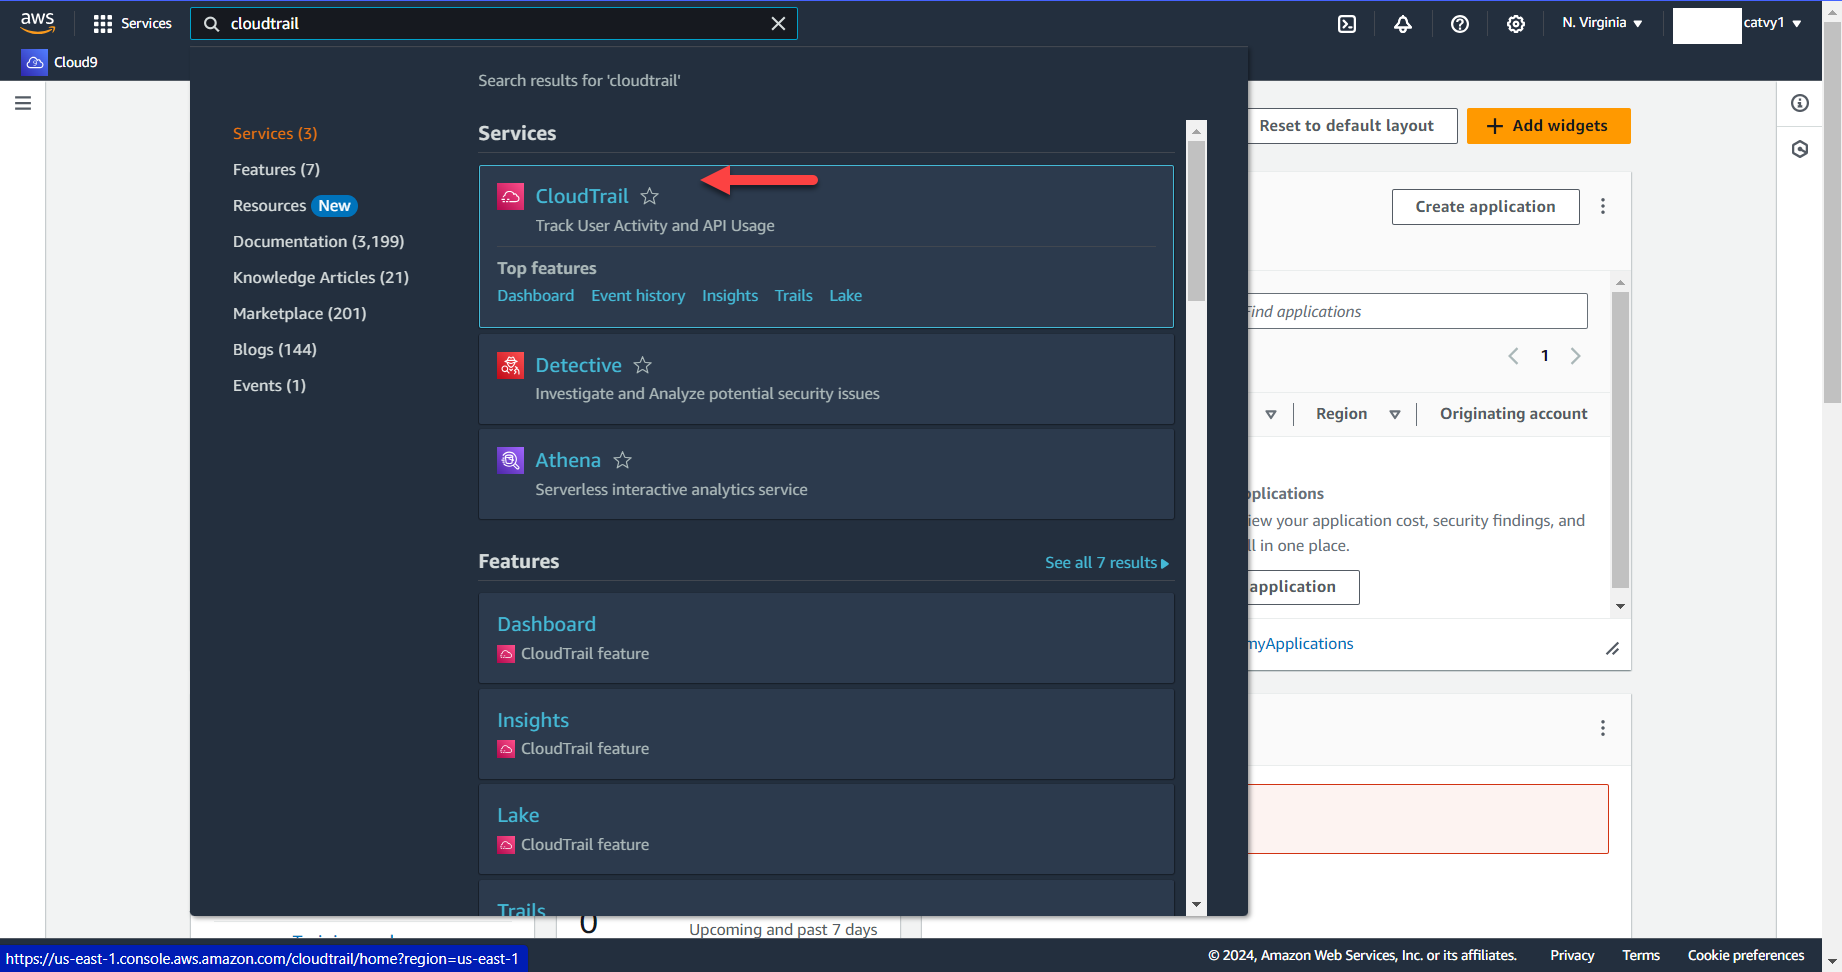 aws
Services
cloudtrail
N. Virginia
catvy1
Cloud9
Search results for 'cloudtrail'
Services (3)
Features (7)
Resources New
Documentation (3,199)
Knowledge Articles (21)
Marketplace (201)
Blogs (144)
Events (1)
Services
CloudTrail
Track User Activity and API Usage
Top features
Dashboard Event history Insights Trails Lake
Detective
Investigate and Analyze potential security issues
Athena
Serverless interactive analytics service
Features
See all 7 results
Dashboard
CloudTrail feature
Insights
CloudTrail feature
Lake
CloudTrail feature
Trails
Reset to default layout
Add widgets
Create application
Find applications
1
Region
Originating account
pplications
iew your application cost, security findings, and
ll in one place.
application
myApplications
0
Upcoming and past 7 days
https://us-east-1.console.aws.amazon.com/cloudtrail/home?region=us-east-1
© 2024, Amazon Web Services, Inc. or its affiliates.
Privacy
Terms
Cookie preferences